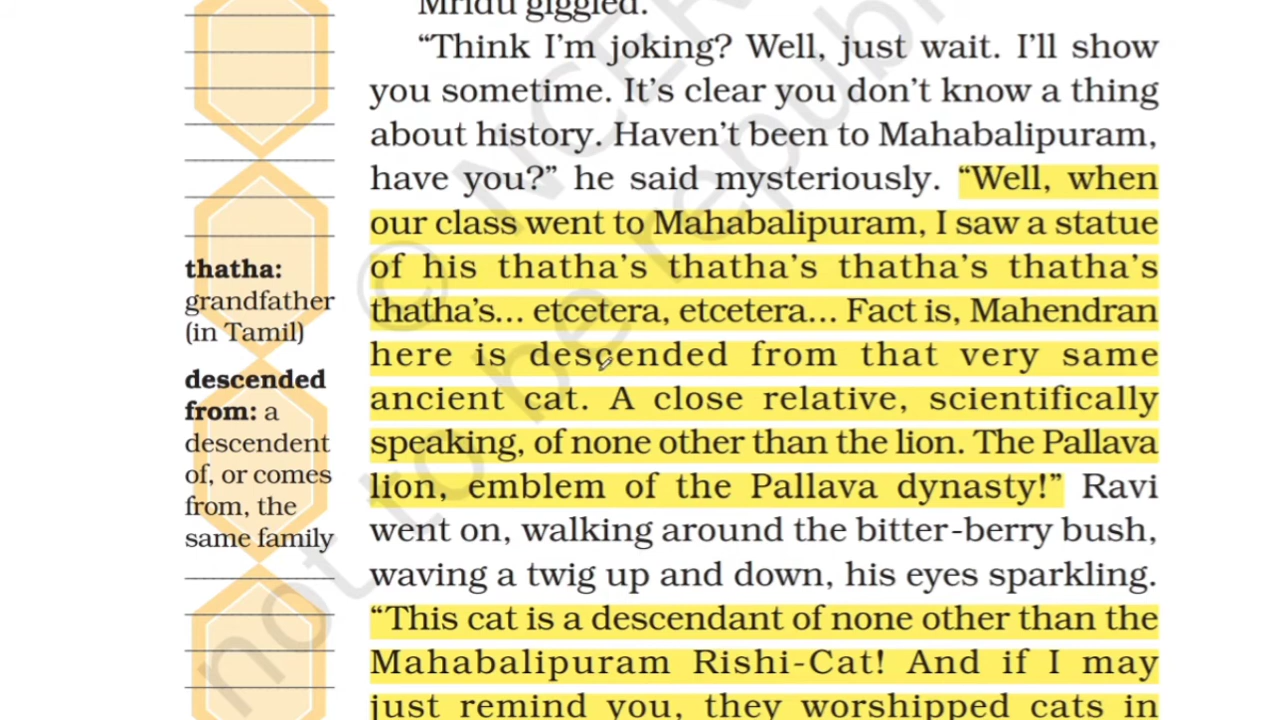 Mridu giggled.
“Think I’m joking? Well, just wait. I’ll show
you sometime. It’s clear you don’t know a thing
about history. Haven’t been to Mahabalipuram,
have you?” he said mysteriously. “Well, when
our class went to Mahabalipuram, I saw a statue
of his thatha’s thatha’s thatha’s thatha’s
thatha’s... etcetera, etcetera... Fact is, Mahendran
here is descended from that very same
ancient cat. A close relative, scientifically
speaking, of none other than the lion. The Pallava
lion, emblem of the Pallava dynasty!” Ravi
went on, walking around the bitter-berry bush,
waving a twig up and down, his eyes sparkling.
“This cat is a descendant of none other than the
Mahabalipuram Rishi-Cat! And if I may
just remind you, they worshipped cats in
thatha:
grandfather
(in Tamil)
descended
from: a
descendent
of, or comes
from, the
same family
© NCER
not to be republ